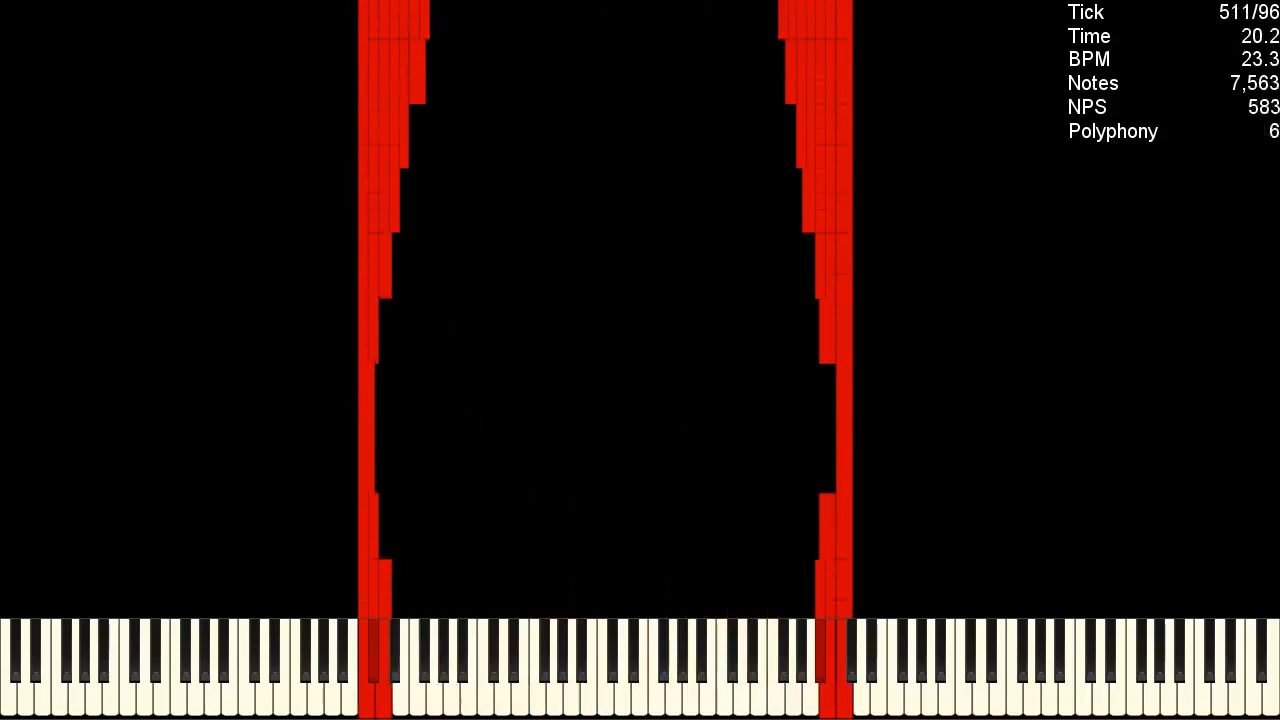 Tick 511/96
Time 20.2
BPM 23.3
Notes 7,563
NPS 583
Polyphony 6